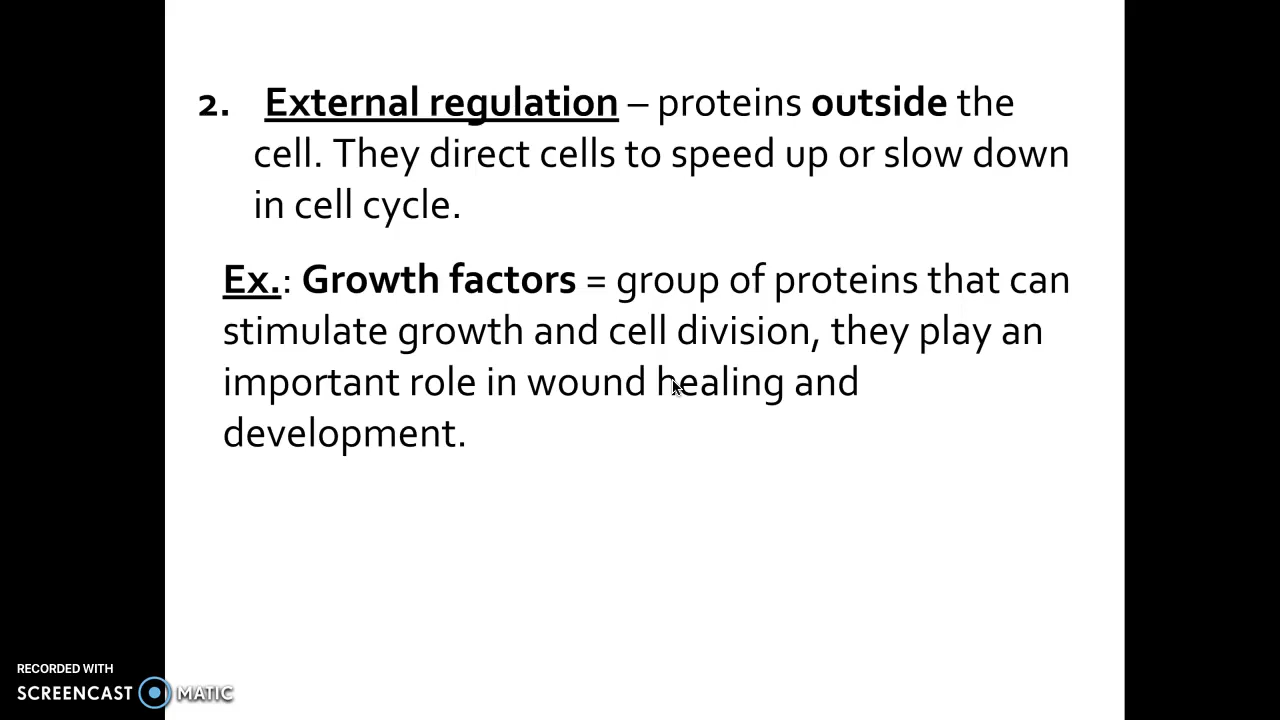 2. External regulation – proteins outside the
cell. They direct cells to speed up or slow down
in cell cycle.
Ex.: Growth factors = group of proteins that can
stimulate growth and cell division, they play an
important role in wound healing and
development.
RECORDED WITH
SCREENCAST MATIC